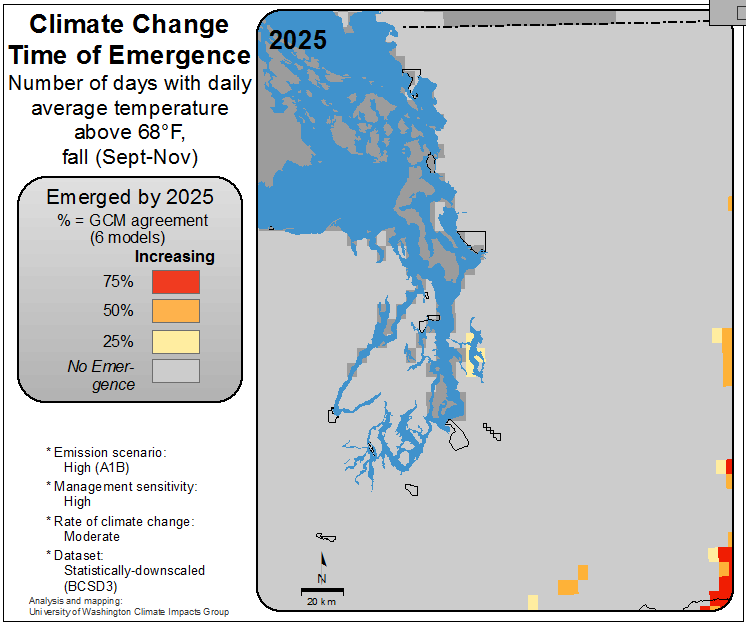 Climate Change
Time of Emergence
Number of days with daily
average temperature
above 68°F,
fall (Sept-Nov)
Emerged by 2025
% = GCM agreement
(6 models)
Increasing
75%
50%
25%
No Emer-
gence
* Emission scenario:
High (A1B)
* Management sensitivity:
High
* Rate of climate change:
Moderate
* Dataset:
Statistically-downscaled
(BCSD3)
Analysis and mapping:
University of Washington Climate Impacts Group
2025
N
20 km